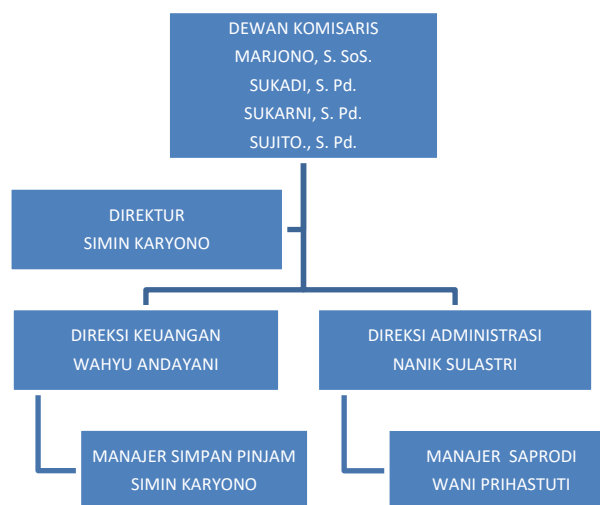 DEWAN KOMISARIS
MARJONO, S. SoS.
SUKADI, S. Pd.
SUKARNI, S. Pd.
SUJITO., S. Pd.
DIREKTUR
SIMIN KARYONO
DIREKSI KEUANGAN
WAHYU ANDAYANI
DIREKSI ADMINISTRASI
NANIK SULASTRI
MANAJER SIMPAN PINJAM
SIMIN KARYONO
MANAJER  SAPRODI
WANI PRIHASTUTI